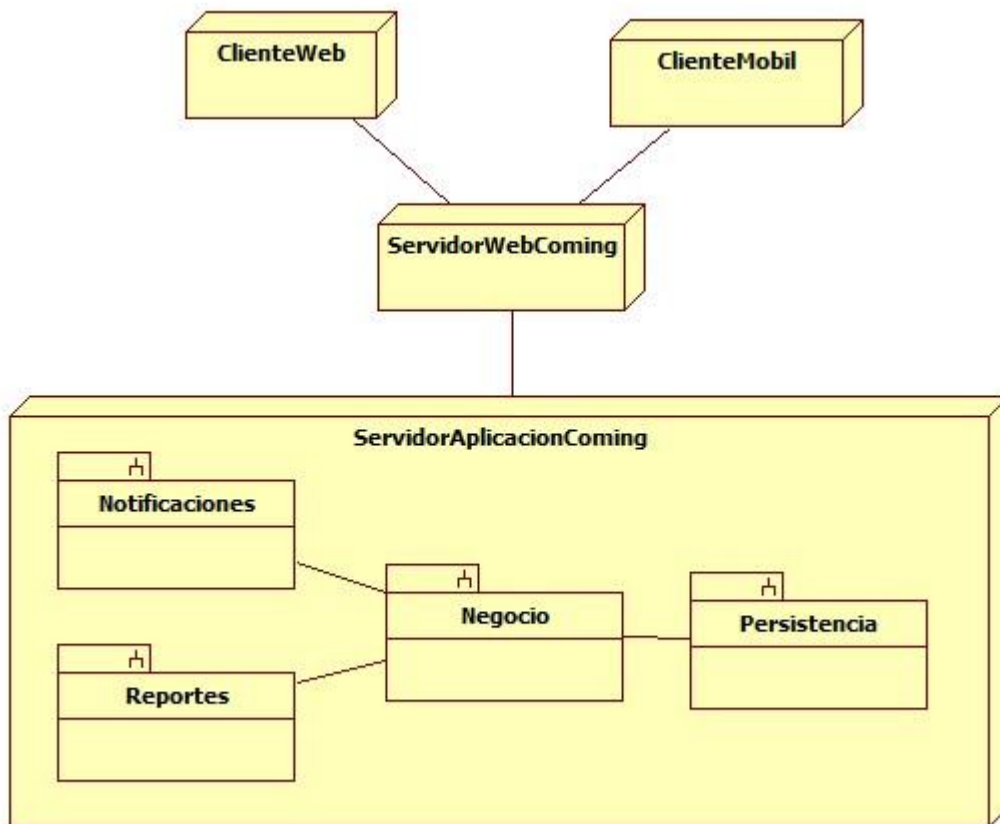 ClienteWeb
ClienteMobil
ServidorWebComing
ServidorAplicacionComing
Notificaciones
Negocio
Persistencia
Reportes